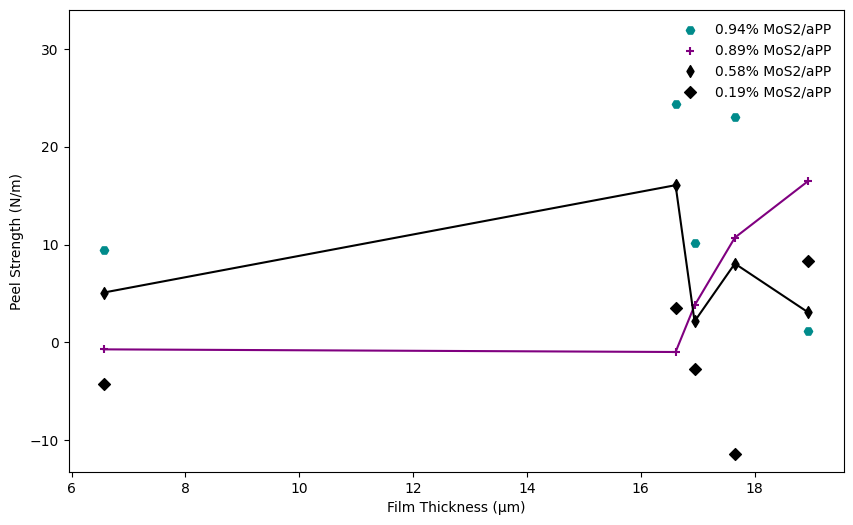 0.94% MoS2/aPP
0.89% MoS2/aPP
0.58% MoS2/aPP
0.19% MoS2/aPP
30
20
10
0
−10
Peel Strength (N/m)
6
8
10
12
14
16
18
Film Thickness (μm)